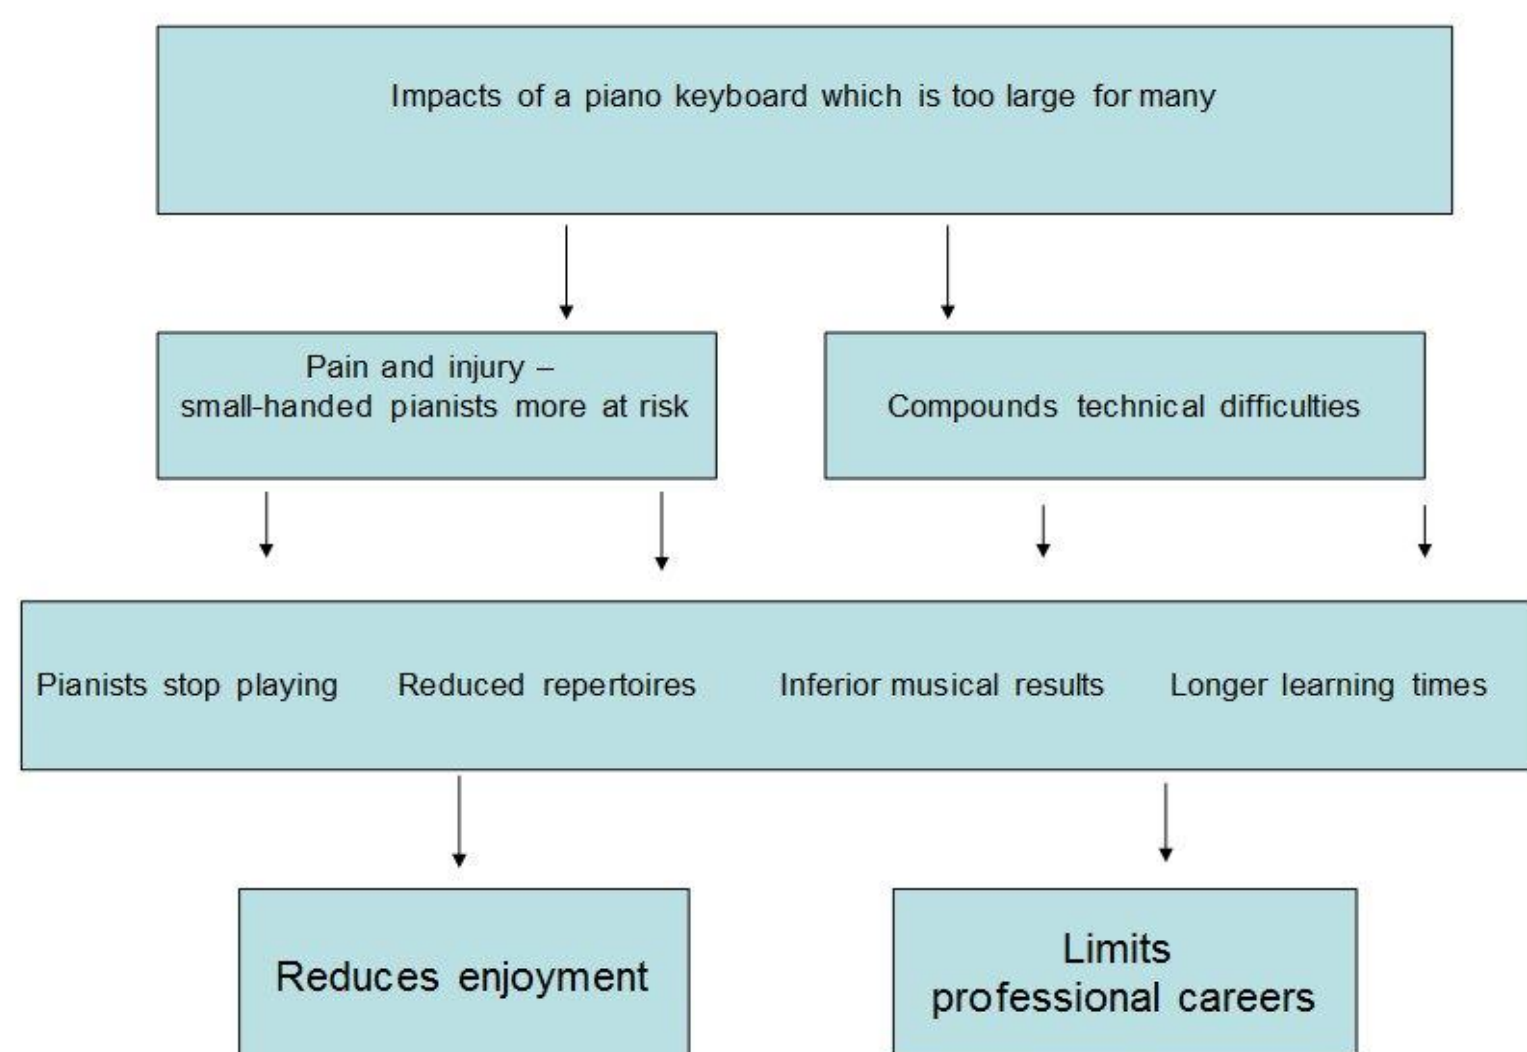 Impacts of a piano keyboard which is too large for many
Pain and injury –
small-handed pianists more at risk
Compounds technical difficulties
Pianists stop playing
Reduced repertoires
Inferior musical results
Longer learning times
Reduces enjoyment
Limits
professional careers